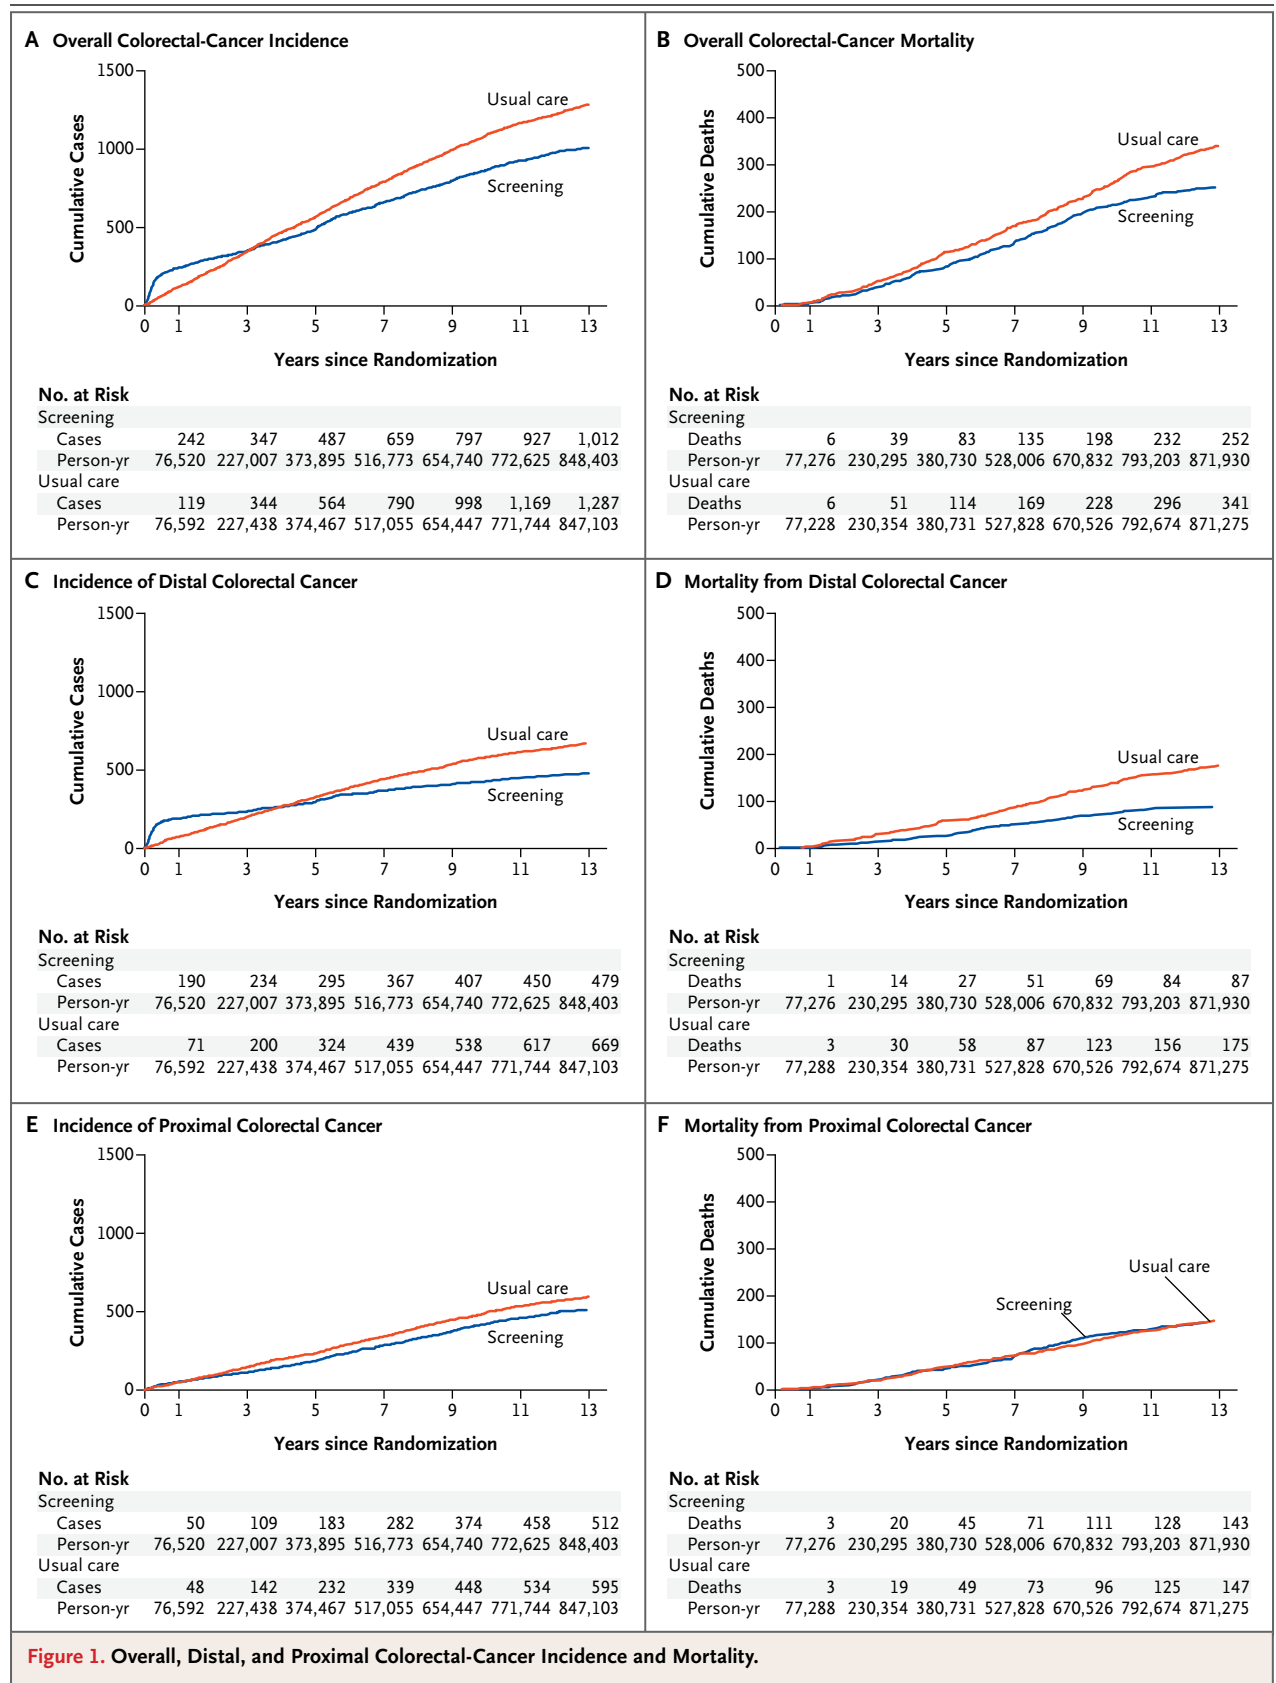 A Overall Colorectal-Cancer Incidence
1500
1000
500
0
Cumulative Cases
Usual care
Screening
0 1 3 5 7 9 11 13
Years since Randomization
No. at Risk
Screening
Cases 242 347 487 659 797 927 1,012
Person-yr 76,520 227,007 373,895 516,773 654,740 772,625 848,403
Usual care
Cases 119 344 564 790 998 1,169 1,287
Person-yr 76,592 227,438 374,467 517,055 654,447 771,744 847,103
B Overall Colorectal-Cancer Mortality
500
400
300
200
100
0
Cumulative Deaths
Usual care
Screening
0 1 3 5 7 9 11 13
Years since Randomization
No. at Risk
Screening
Deaths 6 39 83 135 198 232 252
Person-yr 77,276 230,295 380,730 528,006 670,832 793,203 871,930
Usual care
Deaths 6 51 114 169 228 296 341
Person-yr 77,228 230,354 380,731 527,828 670,526 792,674 871,275
C Incidence of Distal Colorectal Cancer
1500
1000
500
0
Cumulative Cases
Usual care
Screening
0 1 3 5 7 9 11 13
Years since Randomization
No. at Risk
Screening
Cases 190 234 295 367 407 450 479
Person-yr 76,520 227,007 373,895 516,773 654,740 772,625 848,403
Usual care
Cases 71 200 324 439 538 617 669
Person-yr 76,592 227,438 374,467 517,055 654,447 771,744 847,103
D Mortality from Distal Colorectal Cancer
500
400
300
200
100
0
Cumulative Deaths
Usual care
Screening
0 1 3 5 7 9 11 13
Years since Randomization
No. at Risk
Screening
Deaths 1 14 27 51 69 84 87
Person-yr 77,276 230,295 380,730 528,006 670,832 793,203 871,930
Usual care
Deaths 3 30 58 87 123 156 175
Person-yr 77,288 230,354 380,731 527,828 670,526 792,674 871,275
E Incidence of Proximal Colorectal Cancer
1500
1000
500
0
Cumulative Cases
Usual care
Screening
0 1 3 5 7 9 11 13
Years since Randomization
No. at Risk
Screening
Cases 50 109 183 282 374 458 512
Person-yr 76,520 227,007 373,895 516,773 654,740 772,625 848,403
Usual care
Cases 48 142 232 339 448 534 595
Person-yr 76,592 227,438 374,467 517,055 654,447 771,744 847,103
F Mortality from Proximal Colorectal Cancer
500
400
300
200
100
0
Cumulative Deaths
Usual care
Screening
0 1 3 5 7 9 11 13
Years since Randomization
No. at Risk
Screening
Deaths 3 20 45 71 111 128 143
Person-yr 77,276 230,295 380,730 528,006 670,832 793,203 871,930
Usual care
Deaths 3 19 49 73 96 125 147
Person-yr 77,288 230,354 380,731 527,828 670,526 792,674 871,275
Figure 1. Overall, Distal, and Proximal Colorectal-Cancer Incidence and Mortality.